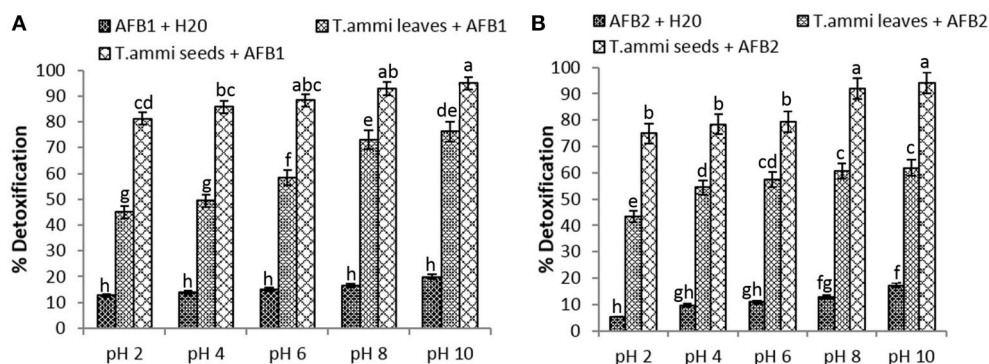 A
AFB1 + H20
T.ammi leaves + AFB1
T.ammi seeds + AFB1
% Detoxification
100
90
80
70
60
50
40
30
20
10
0
h
g
cd
h
g
bc
h
f
abc
h
e
ab
h
de
a
pH 2
pH 4
pH 6
pH 8
pH 10
B
AFB2 + H20
T.ammi leaves + AFB2
T.ammi seeds + AFB2
% Detoxification
100
90
80
70
60
50
40
30
20
10
0
h
e
b
gh
d
b
gh
cd
b
fg
c
a
f
c
a
pH 2
pH 4
pH 6
pH 8
pH 10